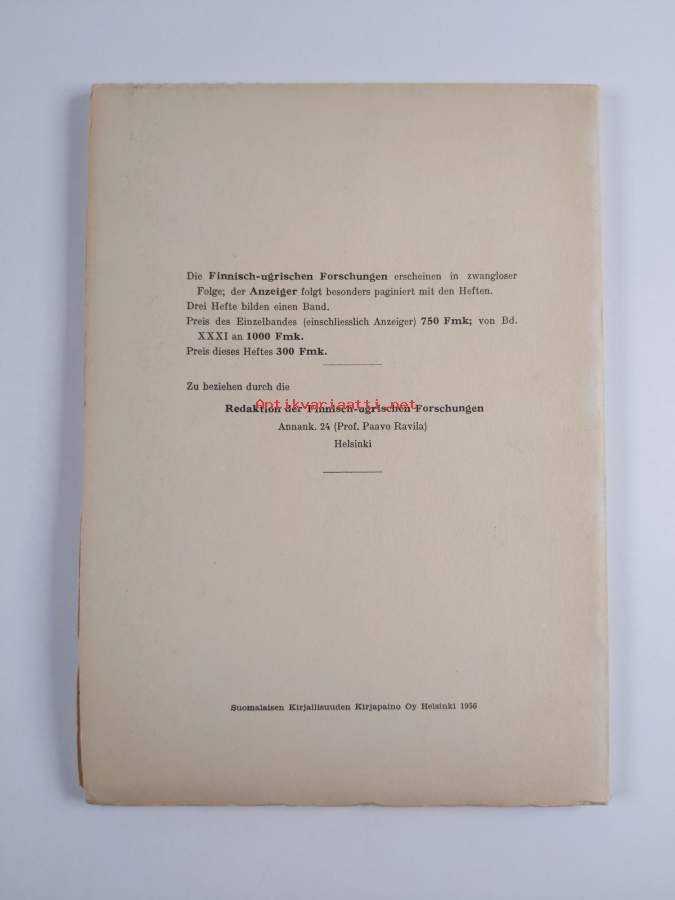 Die Finnisch-ugrischen Forschungen erscheinen in zwangloser
Folge; der Anzeiger folgt besonders paginiert mit den Heften.
Drei Hefte bilden einen Band.
Preis des Einzelbandes (einschliesslich Anzeiger) 750 Fmk; von Bd.
XXXI an 1000 Fmk.
Preis dieses Heftes 300 Fmk.
Zu beziehen durch die
Antikvariaatti.net
Redaktion der Finnisch-ugrischen Forschungen
Annank. 24 (Prof. Paavo Ravila)
Helsinki
Suomalaisen Kirjallisuuden Kirjapaino Oy Helsinki 1956